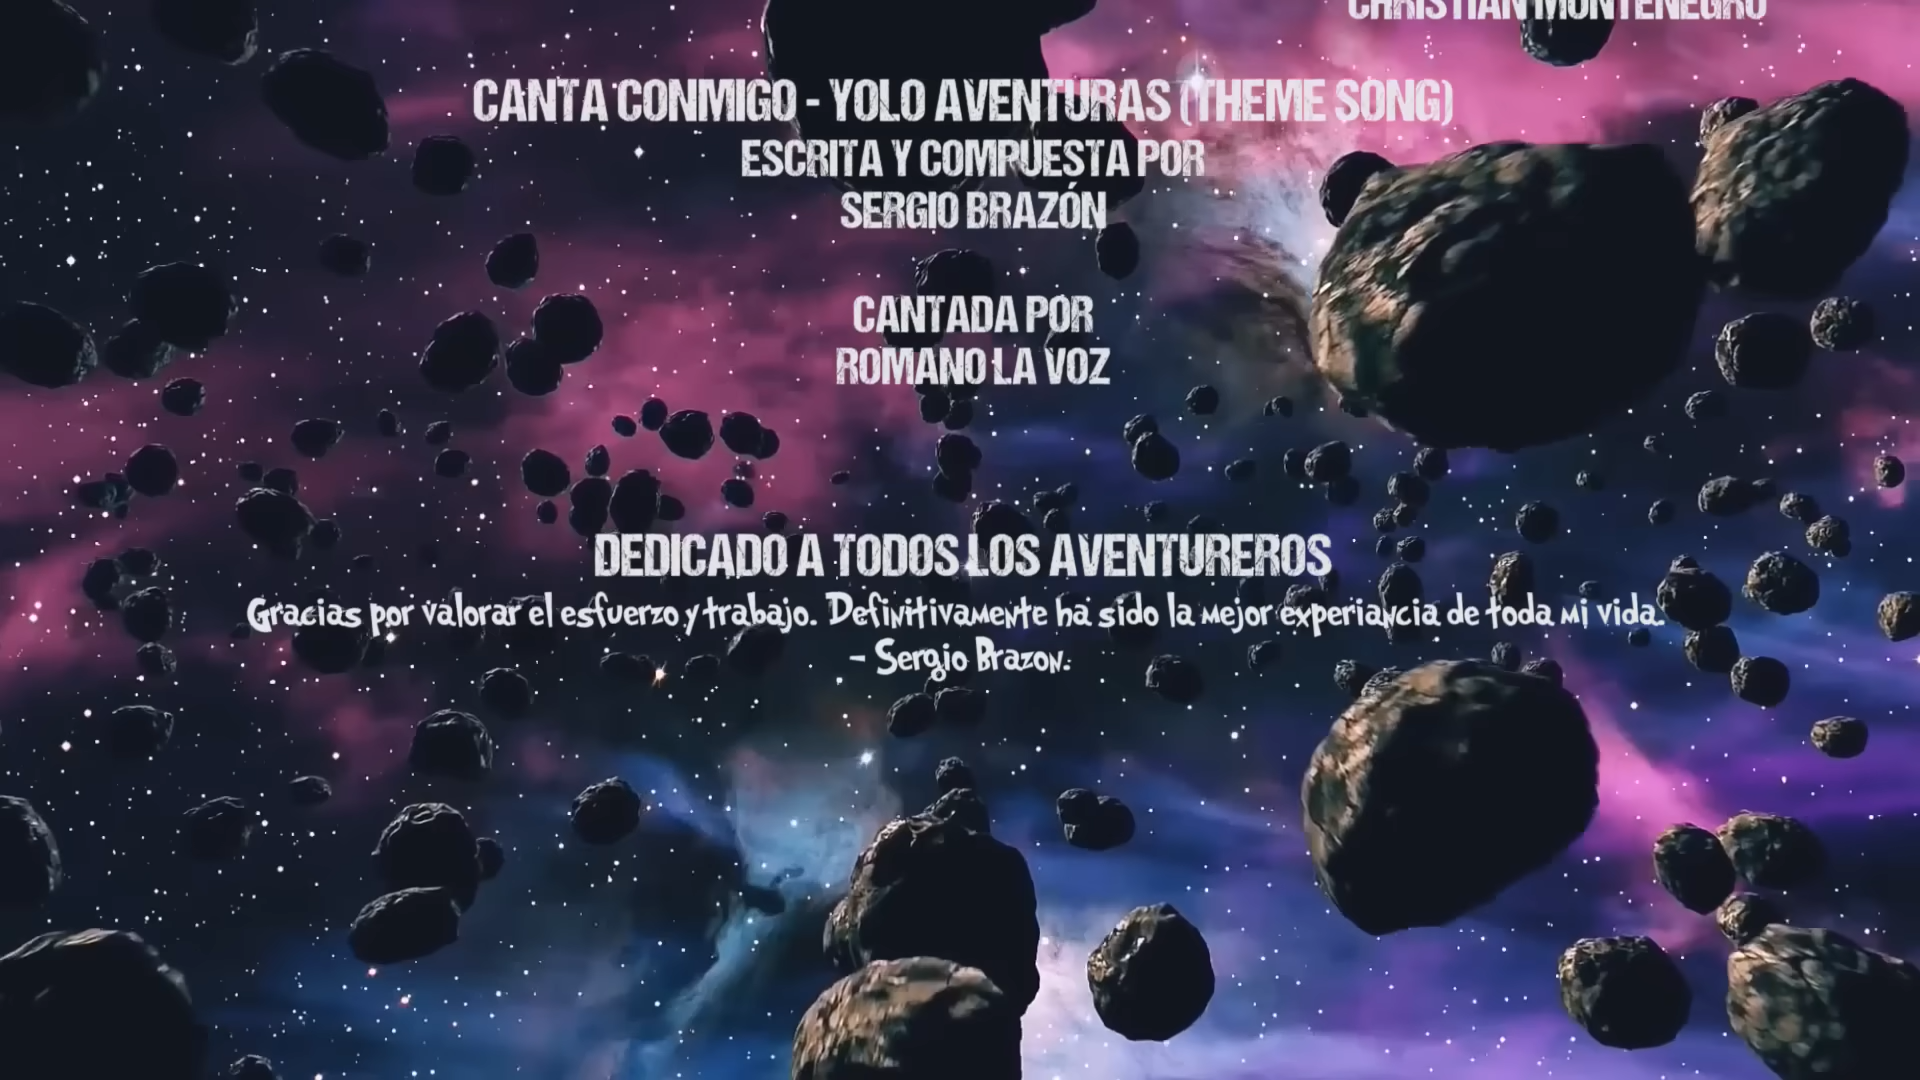 CHRISTIAN MONTENEGRO
CANTA CONMIGO - YOLO AVENTURAS (THEME SONG)
ESCRITA Y COMPUESTA POR
SERGIO BRAZÓN
CANTADA POR
ROMANO LA VOZ
DEDICADO A TODOS LOS AVENTUREROS
Gracias por valorar el esfuerzo y trabajo. Definitivamente ha sido la mejor experiancia de toda mi vida.
- Sergio Brazon.